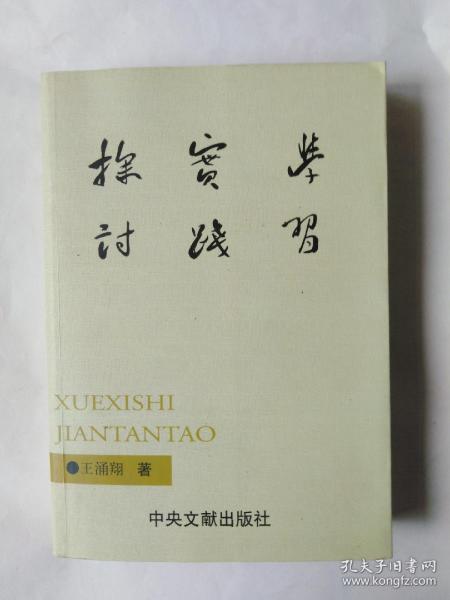 學習
實踐
探討
XUEXISHI
JIANTANTAO
●王涌翔 著
中央文献出版社
孔夫子旧书网
www.kongfz.com